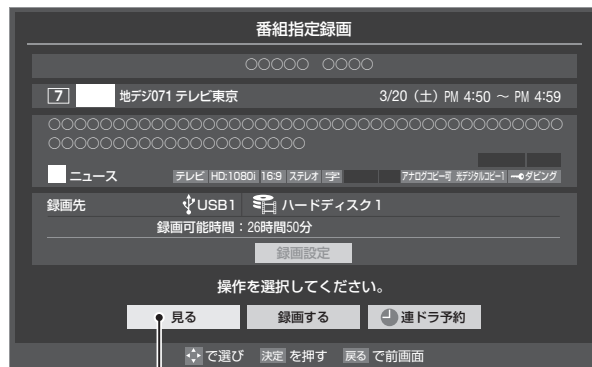 番組指定録画
○○○○○ ○○○○
7 地デジ071 テレビ東京 3/20（土）PM 4:50 ～ PM 4:59
○○○○○○○○○○○○○○○○○○○○○○○○○○○○○○○○○○○○○○○○
○○○○○○○○○○○○○○○○○○○○
ニュース テレビ HD:1080i 16:9 ステレオ 字 アナログコピー可 光デジタルコピー1 ダビング
録画先 USB1 ハードディスク1
録画可能時間：26時間50分
録画設定
操作を選択してください。
見る 録画する 連ドラ予約
で選び 決定 を押す 戻る で前画面